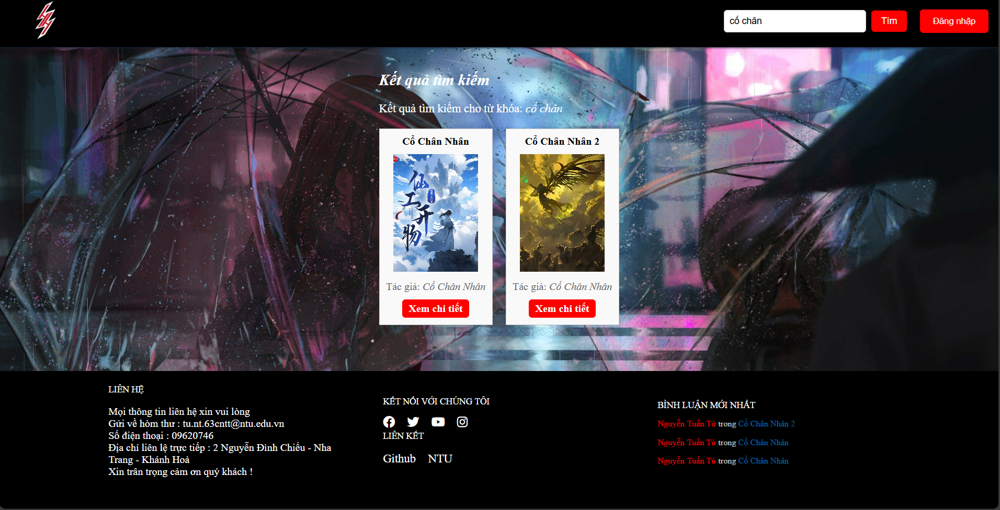 cố chân
Tìm
Đăng nhập
Kết quả tìm kiếm
Kết quả tìm kiếm cho từ khóa: cổ chân
Cổ Chân Nhân
Cổ Chân Nhân 2
仙工开物
Tác giả: Cổ Chân Nhân
Tác giả: Cổ Chân Nhân
Xem chi tiết
Xem chi tiết
LIÊN HỆ
Mọi thông tin liên hệ xin vui lòng
Gửi về hòm thư : tu.nt.63cntt@ntu.edu.vn
Số điện thoại : 09620746
Địa chỉ liên lệ trực tiếp : 2 Nguyễn Đình Chiểu - Nha
Trang - Khánh Hoà
Xin trân trọng cảm ơn quý khách !
KẾT NỐI VỚI CHÚNG TÔI
LIÊN KẾT
Github NTU
BÌNH LUẬN MỚI NHẤT
Nguyễn Tuấn Tú trong Cổ Chân Nhân 2
Nguyễn Tuấn Tú trong Cổ Chân Nhân
Nguyễn Tuấn Tú trong Cổ Chân Nhân